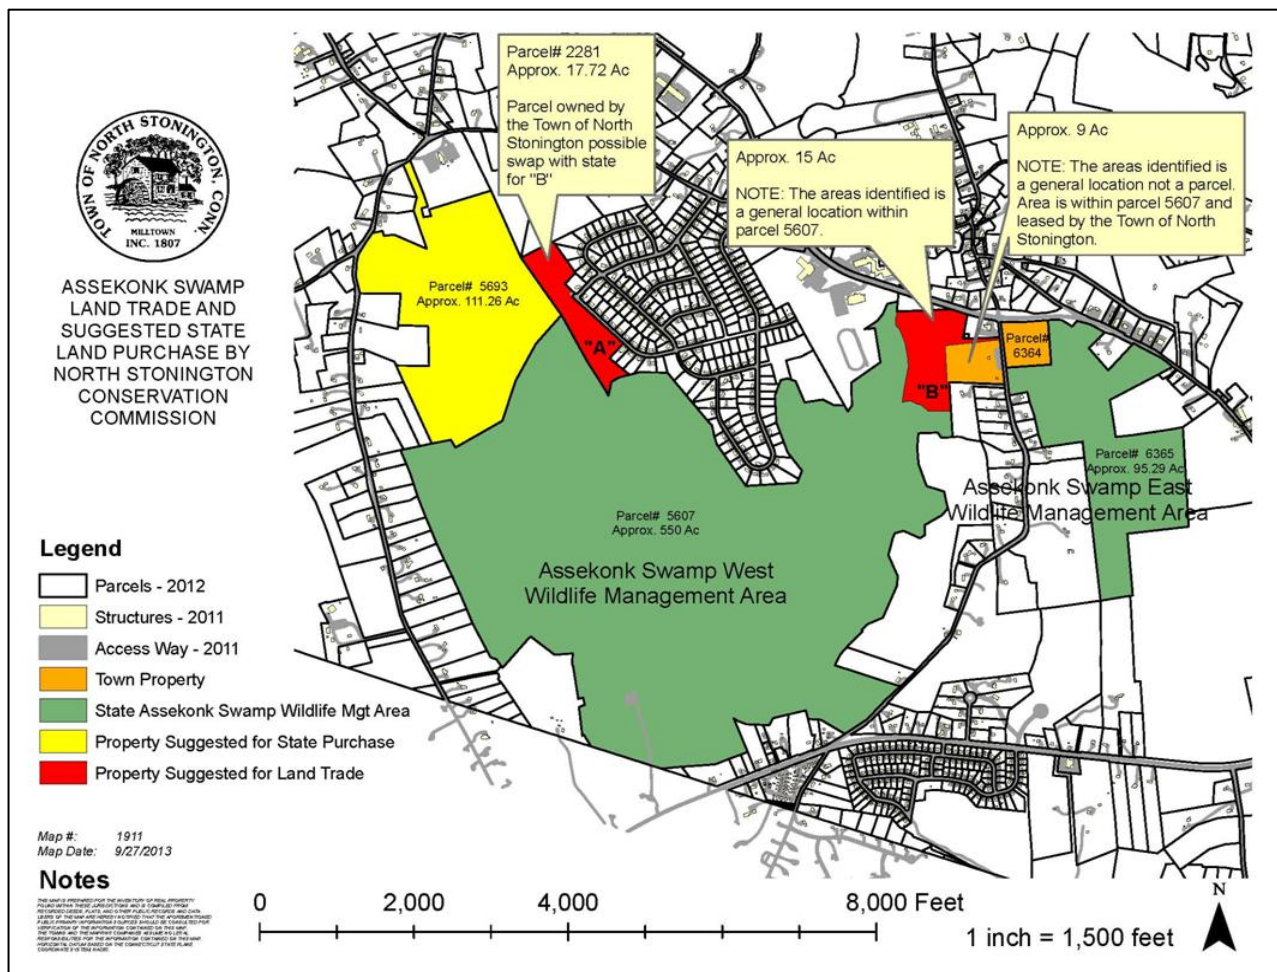 TOWN OF NORTH STONINGTON, CONN.
MILLTOWN
INC. 1807
ASSEKONK SWAMP
LAND TRADE AND
SUGGESTED STATE
LAND PURCHASE BY
NORTH STONINGTON
CONSERVATION
COMMISSION
Parcel# 2281
Approx. 17.72 Ac
Parcel owned by
the Town of North
Stonington possible
swap with state
for "B"
Approx. 15 Ac
NOTE: The areas identified is
a general location within
parcel 5607.
Approx. 9 Ac
NOTE: The areas identified is
a general location not a parcel.
Area is within parcel 5607 and
leased by the Town of North
Stonington.
Parcel# 5693
Approx. 111.26 Ac
"A"
"B"
Parcel#
6364
Parcel# 6365
Approx. 95.29 Ac
Assekonk Swamp East
Wildlife Management Area
Parcel# 5607
Approx. 550 Ac
Assekonk Swamp West
Wildlife Management Area
Legend
Parcels - 2012
Structures - 2011
Access Way - 2011
Town Property
State Assekonk Swamp Wildlife Mgt Area
Property Suggested for State Purchase
Property Suggested for Land Trade
Map #: 1911
Map Date: 9/27/2013
Notes
0 2,000 4,000 8,000 Feet
1 inch = 1,500 feet
N